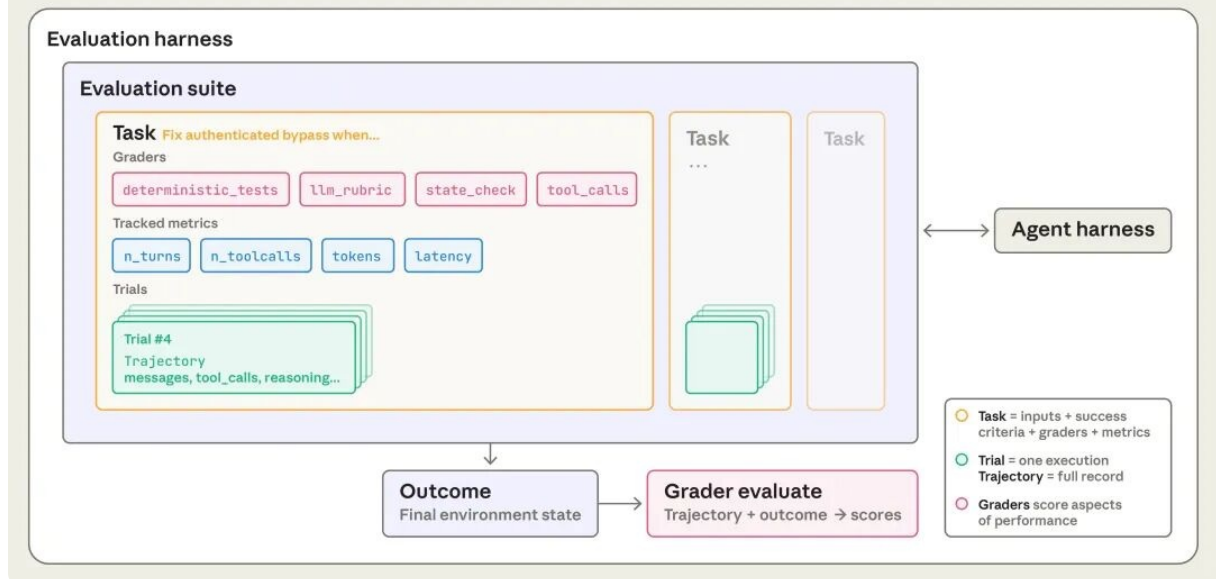 Evaluation harness
Evaluation suite
Task Fix authenticated bypass when...
Graders
deterministic_tests llm_rubric state_check tool_calls
Tracked metrics
n_turns n_toolcalls tokens latency
Trials
Trial #4
Trajectory
messages, tool_calls, reasoning...
Task
...
Task
Agent harness
Outcome
Final environment state
Grader evaluate
Trajectory + outcome → scores
Task = inputs + success
criteria + graders + metrics
Trial = one execution
Trajectory = full record
Graders score aspects
of performance